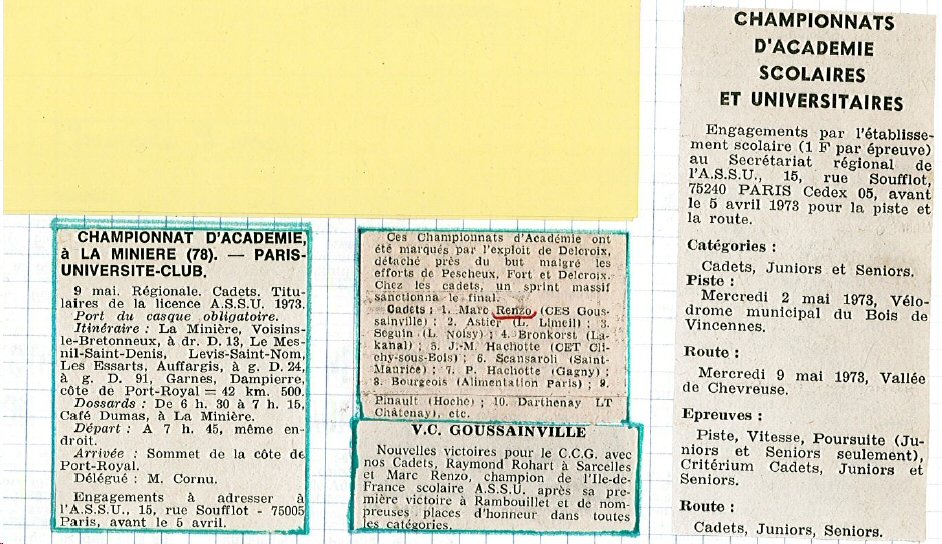 CHAMPIONNAT D'ACADEMIE,
à LA MINIERE (78). — PARIS-
UNIVERSITE-CLUB.
9 mai. Régionale. Cadets. Titu-
laires de la licence A.S.S.U. 1973.
Port du casque obligatoire.
Itinéraire : La Minière, Voisins-
le-Bretonneux, à dr. D. 13, Le Mes-
nil-Saint-Denis, Levis-Saint-Nom,
Les Essarts, Auffargis, à g. D. 24,
à g. D. 91, Garnes, Dampierre,
côte de Port-Royal = 42 km. 500.
Dossards : De 6 h. 30 à 7 h. 15,
Café Dumas, à La Minière.
Départ : A 7 h. 45, même en-
droit.
Arrivée : Sommet de la côte de
Port-Royal.
Délégué : M. Cornu.
Engagements à adresser à
l'A.S.S.U., 15, rue Soufflot - 75005
Paris, avant le 5 avril.
Ces Championnats d'Académie ont
été marqués par l'exploit de Delcroix,
détaché près du but malgré les
efforts de Pescheux, Fort et Delcroix.
Chez les cadets, un sprint massif
sanctionna le final.
Cadets : 1. Marc Renzo (CES Gous-
sainville) ; 2. Astier (L. Limeil) ; 3.
Seguin (L. Noisy) ; 4. Bronkorst (La-
kanal) ; 5. J.-M. Hachotte (CET Cli-
chy-sous-Bois) ; 6. Scansaroli (Saint-
Maurice) ; 7. P. Hachotte (Gagny) ;
8. Bourgeois (Alimentation Paris) ; 9.
Pinault (Hoche) ; 10. Darthenay LT
Châtenay), etc.
V.C. GOUSSAINVILLE
Nouvelles victoires pour le C.C.G. avec
nos Cadets, Raymond Rohart à Sarcelles
et Marc Renzo, champion de l'Ile-de-
France scolaire A.S.S.U. après sa pre-
mière victoire à Rambouillet et de nom-
breuses places d'honneur dans toutes
les catégories.
CHAMPIONNATS
D'ACADEMIE
SCOLAIRES
ET UNIVERSITAIRES
Engagements par l'établisse-
ment scolaire (1 F par épreuve)
au Secrétariat régional de
l'A.S.S.U., 15, rue Soufflot,
75240 PARIS Cedex 05, avant
le 5 avril 1973 pour la piste et
la route.
Catégories :
Cadets, Juniors et Seniors.
Piste :
Mercredi 2 mai 1973, Vélo-
drome municipal du Bois de
Vincennes.
Route :
Mercredi 9 mai 1973, Vallée
de Chevreuse.
Epreuves :
Piste, Vitesse, Poursuite (Ju-
niors et Seniors seulement),
Critérium Cadets, Juniors et
Seniors.
Route :
Cadets, Juniors, Seniors.